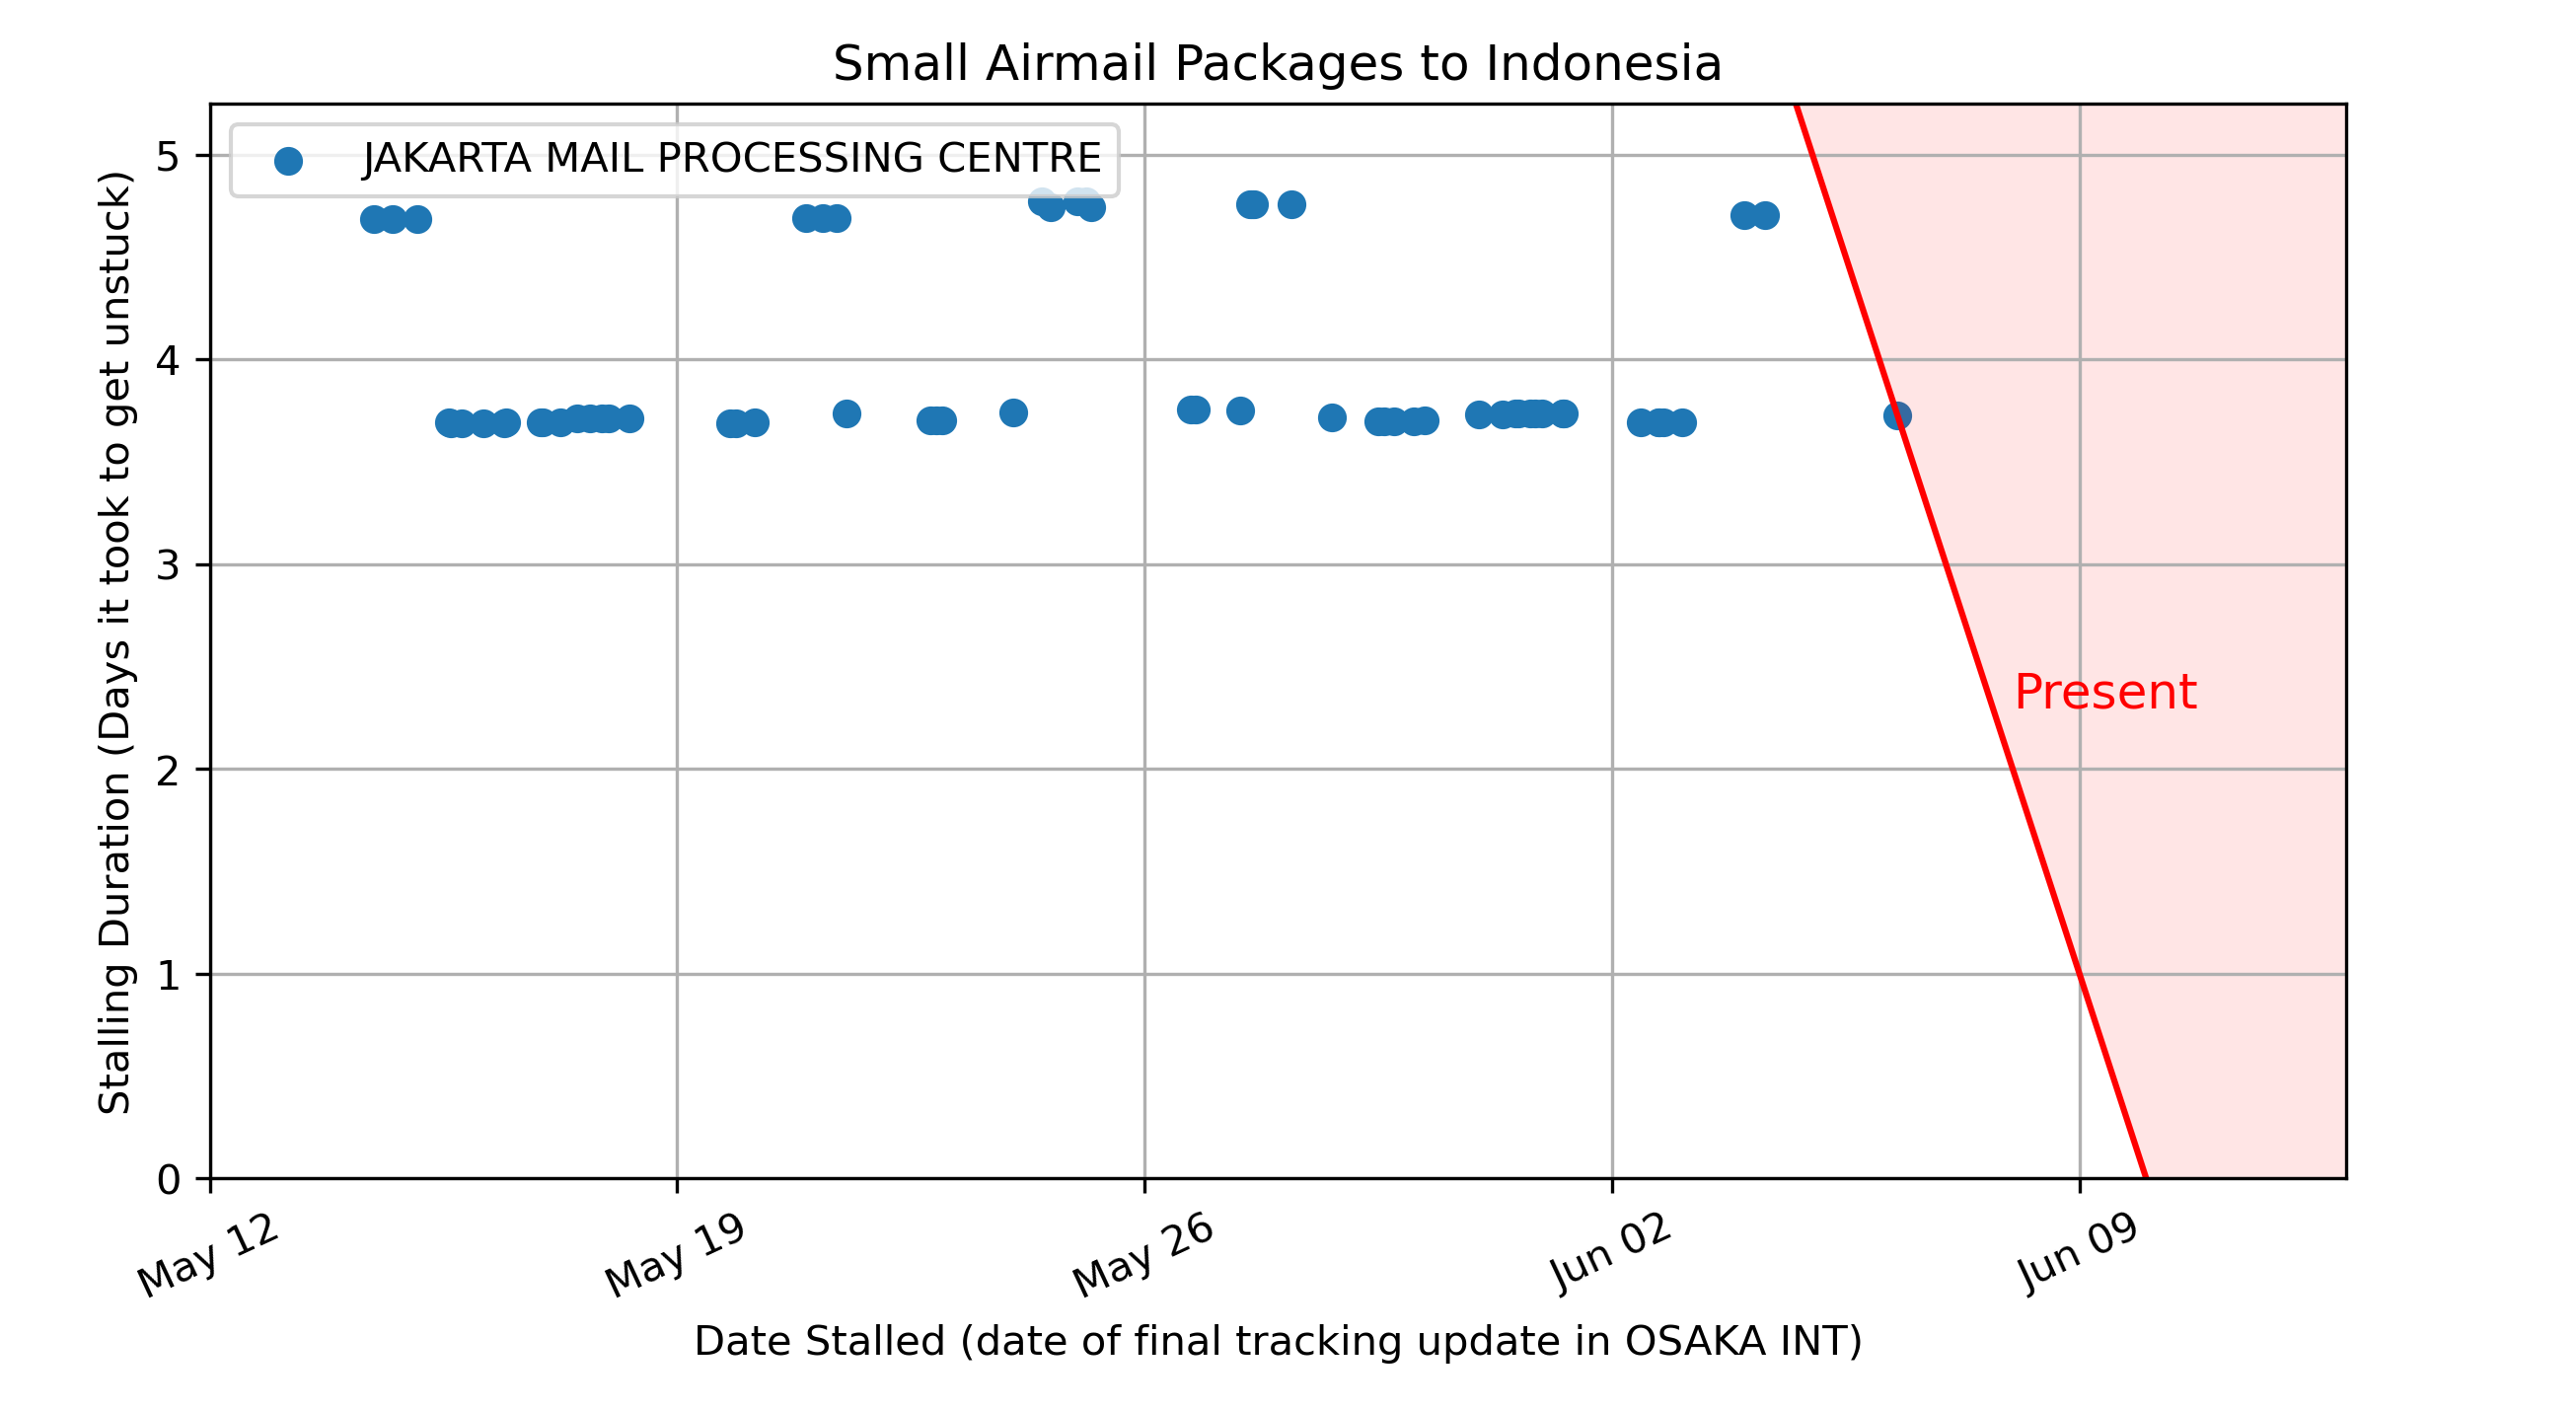 Small Airmail Packages to Indonesia
JAKARTA MAIL PROCESSING CENTRE
Stalling Duration (Days it took to get unstuck)
5
4
3
2
1
0
Present
May 12
May 19
May 26
Jun 02
Jun 09
Date Stalled (date of final tracking update in OSAKA INT)